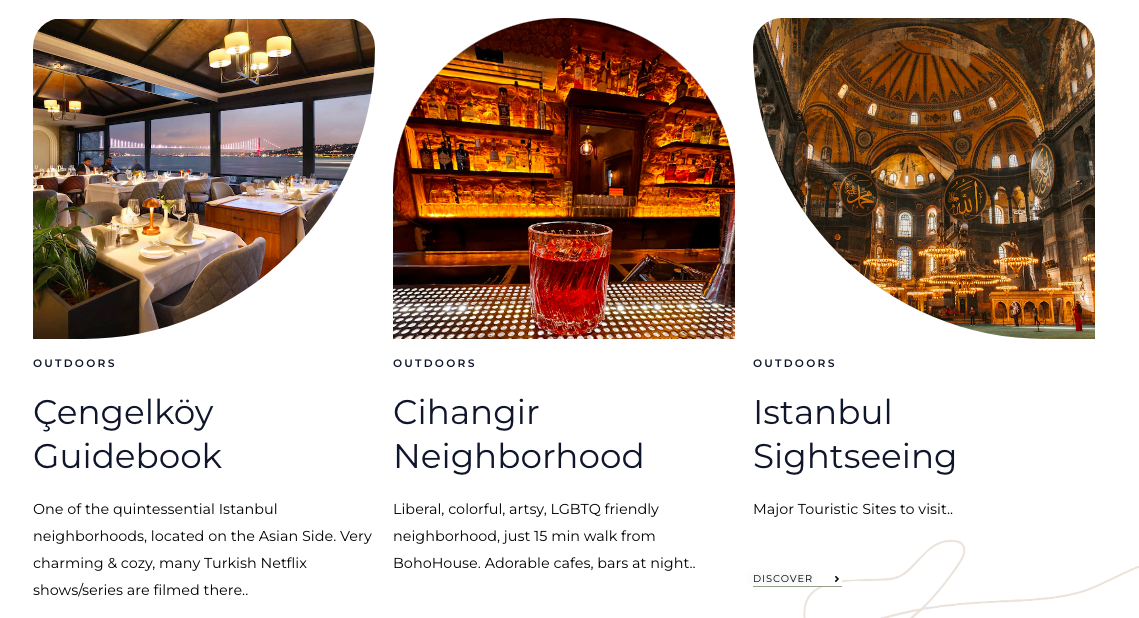 OUTDOORS
Çengelköy
Guidebook
One of the quintessential Istanbul
neighborhoods, located on the Asian Side. Very
charming & cozy, many Turkish Netflix
shows/series are filmed there..
OUTDOORS
Cihangir
Neighborhood
Liberal, colorful, artsy, LGBTQ friendly
neighborhood, just 15 min walk from
BohoHouse. Adorable cafes, bars at night..
OUTDOORS
Istanbul
Sightseeing
Major Touristic Sites to visit..
DISCOVER